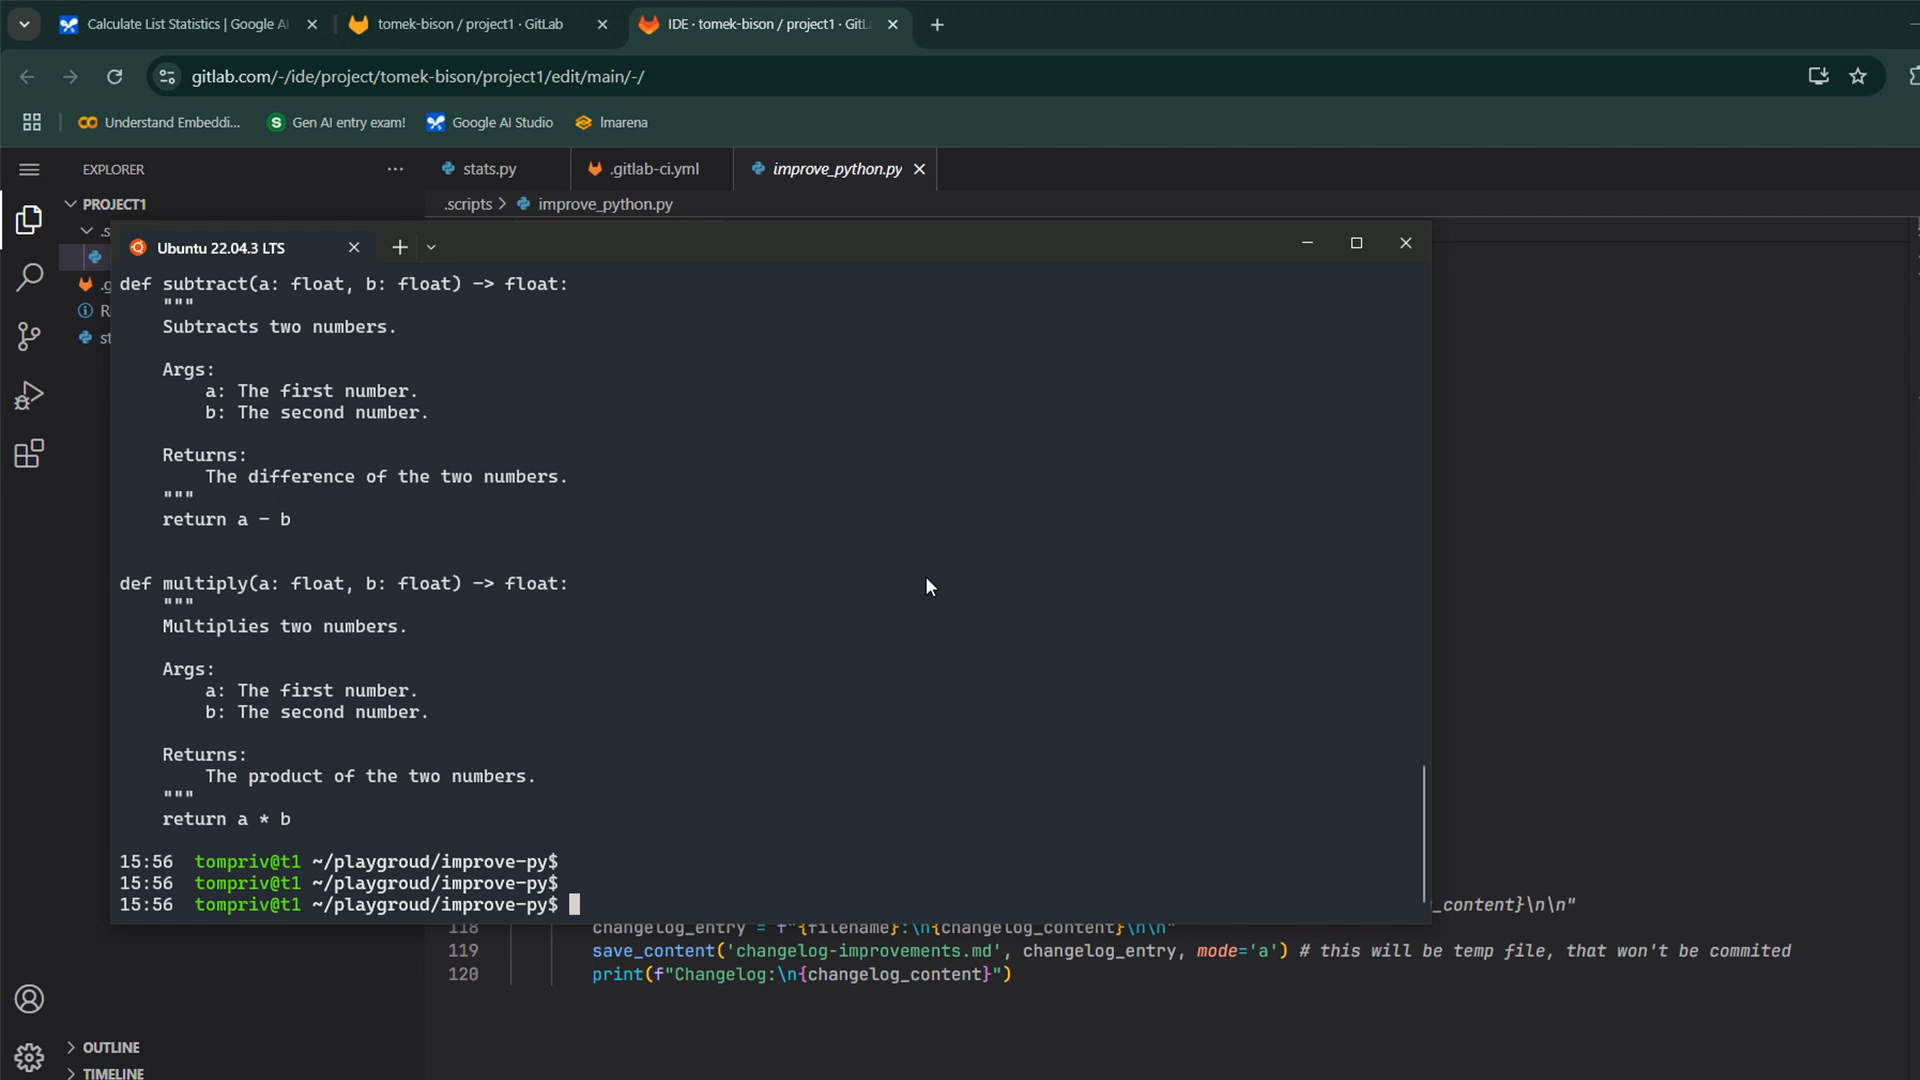 Calculate List Statistics | Google AI
tomek-bison / project1 · GitLab
IDE · tomek-bison / project1 · GitL
gitlab.com/-/ide/project/tomek-bison/project1/edit/main/-/
Understand Embeddi...
Gen AI entry exam!
Google AI Studio
lmarena
EXPLORER
stats.py
.gitlab-ci.yml
improve_python.py
PROJECT1
.scripts > improve_python.py
Ubuntu 22.04.3 LTS
def subtract(a: float, b: float) -> float:
"""
Subtracts two numbers.
Args:
a: The first number.
b: The second number.
Returns:
The difference of the two numbers.
"""
return a - b
def multiply(a: float, b: float) -> float:
"""
Multiplies two numbers.
Args:
a: The first number.
b: The second number.
Returns:
The product of the two numbers.
"""
return a * b
15:56 tompriv@t1 ~/playgroud/improve-py$
15:56 tompriv@t1 ~/playgroud/improve-py$
15:56 tompriv@t1 ~/playgroud/improve-py$
_content}\n\n"
118 changelog_entry = f"{filename}:\n{changelog_content}\n\n"
119 save_content('changelog-improvements.md', changelog_entry, mode='a') # this will be temp file, that won't be commited
120 print(f"Changelog:\n{changelog_content}")
OUTLINE
TIMELINE